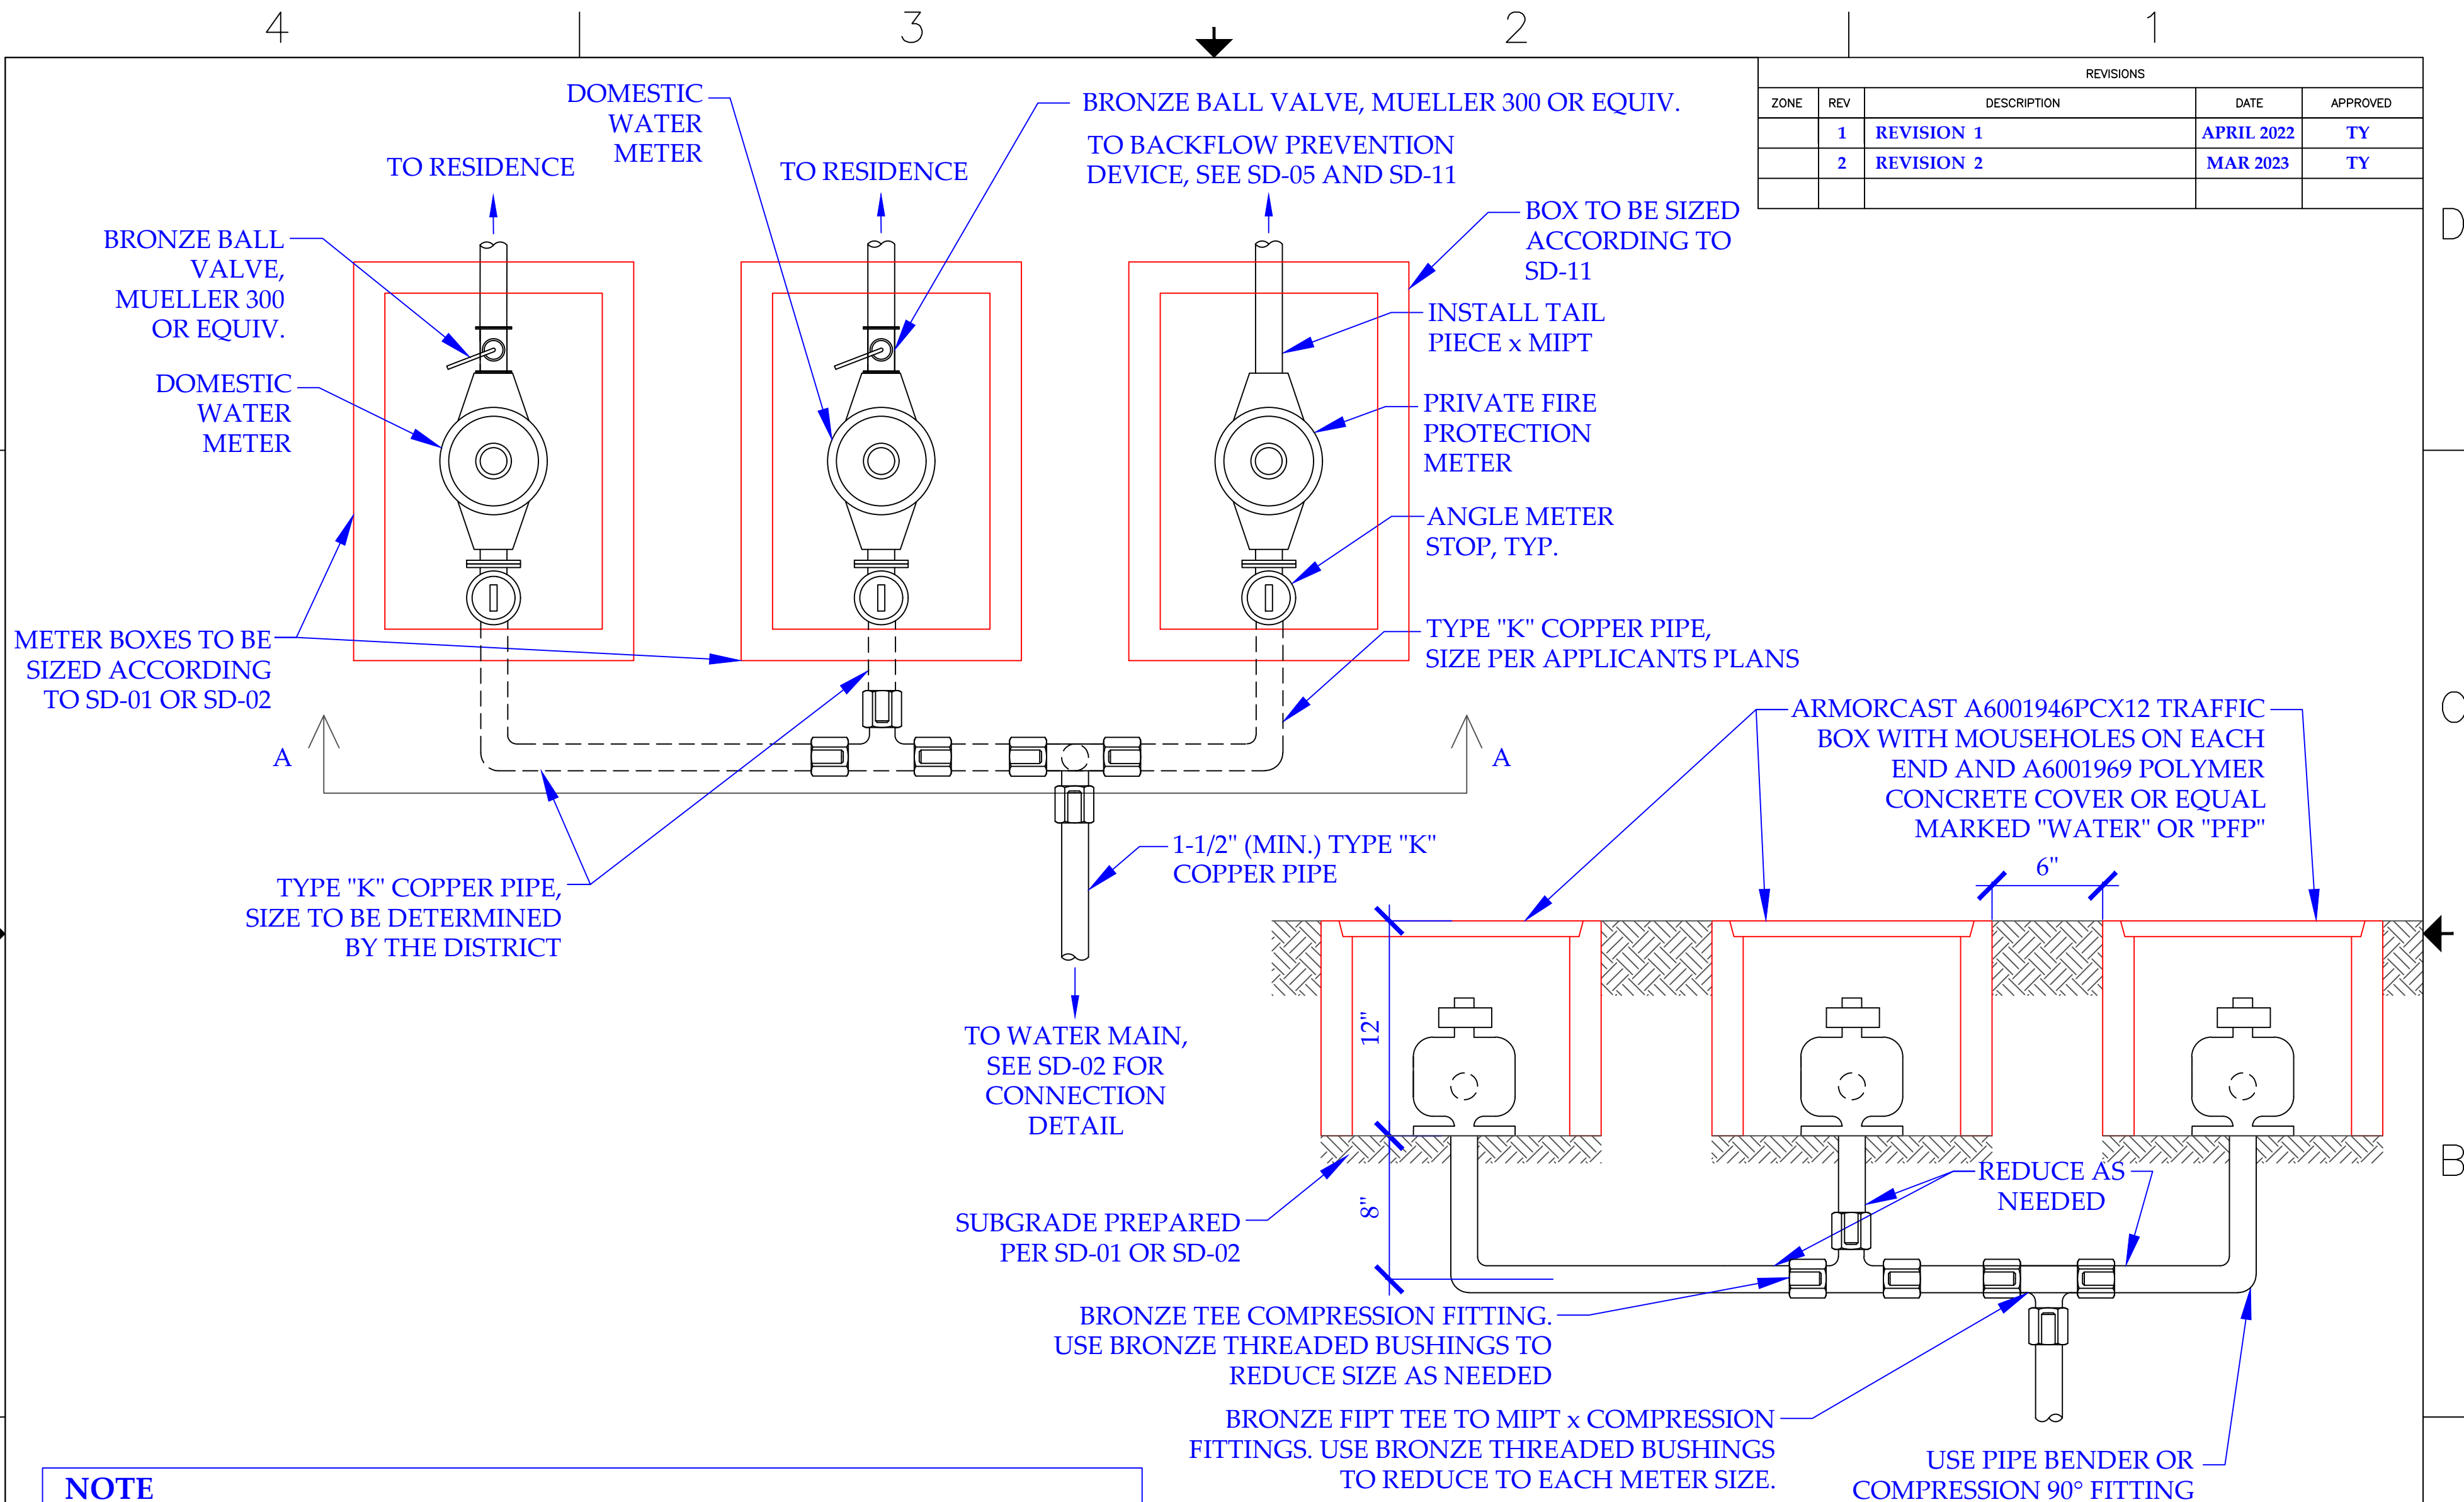 4
3
2
1
REVISIONS
ZONE REV DESCRIPTION DATE APPROVED
1 REVISION 1 APRIL 2022 TY
2 REVISION 2 MAR 2023 TY
D
C
B
DOMESTIC
WATER
METER
BRONZE BALL VALVE, MUELLER 300 OR EQUIV.
TO RESIDENCE
TO RESIDENCE
TO BACKFLOW PREVENTION
DEVICE, SEE SD-05 AND SD-11
BRONZE BALL
VALVE,
MUELLER 300
OR EQUIV.
BOX TO BE SIZED
ACCORDING TO
SD-11
INSTALL TAIL
PIECE x MIPT
DOMESTIC
WATER
METER
PRIVATE FIRE
PROTECTION
METER
ANGLE METER
STOP, TYP.
METER BOXES TO BE
SIZED ACCORDING
TO SD-01 OR SD-02
TYPE "K" COPPER PIPE,
SIZE PER APPLICANTS PLANS
A
A
ARMORCAST A6001946PCX12 TRAFFIC
BOX WITH MOUSEHOLES ON EACH
END AND A6001969 POLYMER
CONCRETE COVER OR EQUAL
MARKED "WATER" OR "PFP"
1-1/2" (MIN.) TYPE "K"
COPPER PIPE
TYPE "K" COPPER PIPE,
SIZE TO BE DETERMINED
BY THE DISTRICT
6"
12"
8"
TO WATER MAIN,
SEE SD-02 FOR
CONNECTION
DETAIL
SUBGRADE PREPARED
PER SD-01 OR SD-02
REDUCE AS
NEEDED
BRONZE TEE COMPRESSION FITTING.
USE BRONZE THREADED BUSHINGS TO
REDUCE SIZE AS NEEDED
BRONZE FIPT TEE TO MIPT x COMPRESSION
FITTINGS. USE BRONZE THREADED BUSHINGS
TO REDUCE TO EACH METER SIZE.
USE PIPE BENDER OR
COMPRESSION 90° FITTING
NOTE